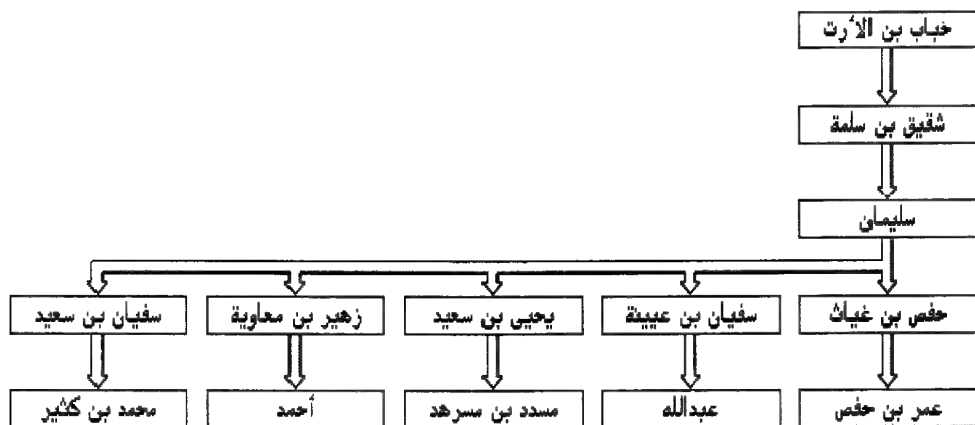 خباب بن الأرت
شقيق بن سلمة
سليمان
حفص بن غياث
سفيان بن عيينة
يحيى بن سعيد
زهير بن معاوية
سفيان بن سعيد
عمر بن حفص
عبدالله
مسدد بن مسرهد
أحمد
محمد بن كثير